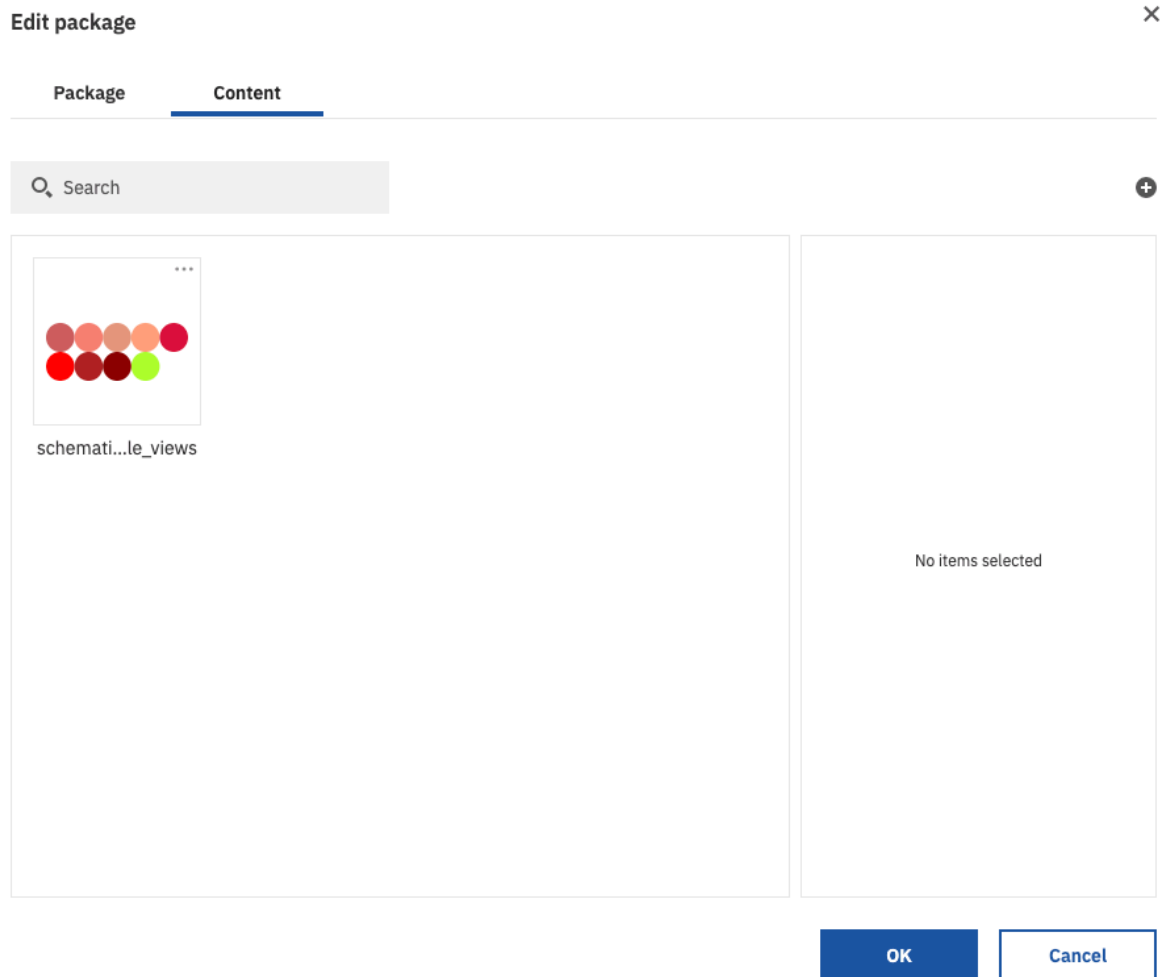 Edit package
Package Content
Search
schemati...le_views
No items selected
OK Cancel